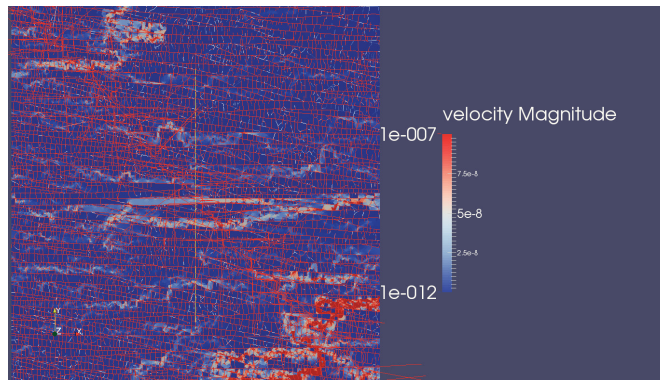 velocity Magnitude
1e-007
7.5e-8
5e-8
2.5e-8
1e-012
Y
Z X